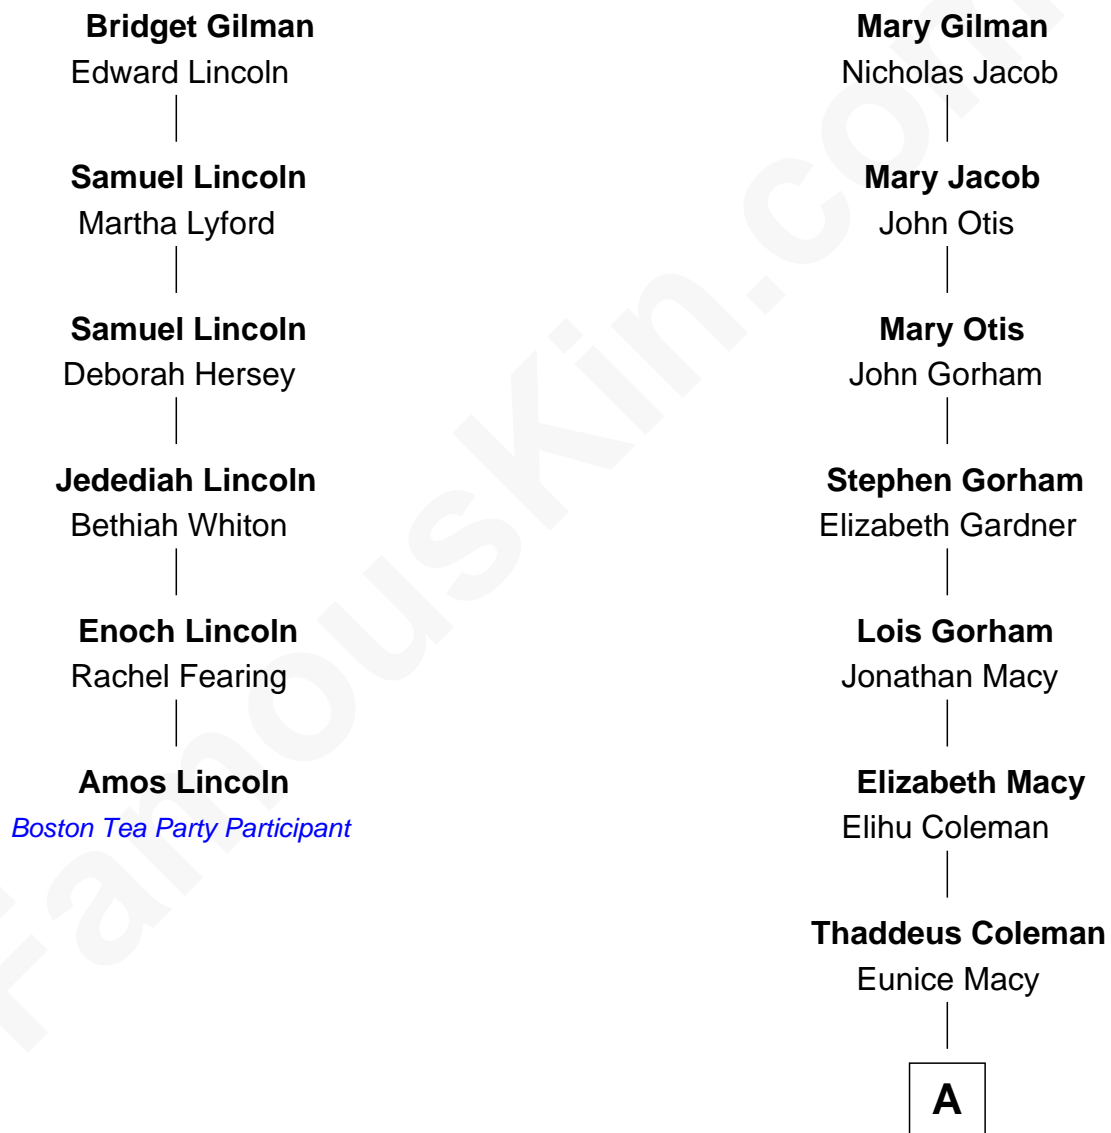 Bridget Gilman
Edward Lincoln
Samuel Lincoln
Martha Lyford
Samuel Lincoln
Deborah Hersey
Jedediah Lincoln
Bethiah Whiton
Enoch Lincoln
Rachel Fearing
Amos Lincoln
Boston Tea Party Participant
Mary Gilman
Nicholas Jacob
Mary Jacob
John Otis
Mary Otis
John Gorham
Stephen Gorham
Elizabeth Gardner
Lois Gorham
Jonathan Macy
Elizabeth Macy
Elihu Coleman
Thaddeus Coleman
Eunice Macy
A
FamousKin.com